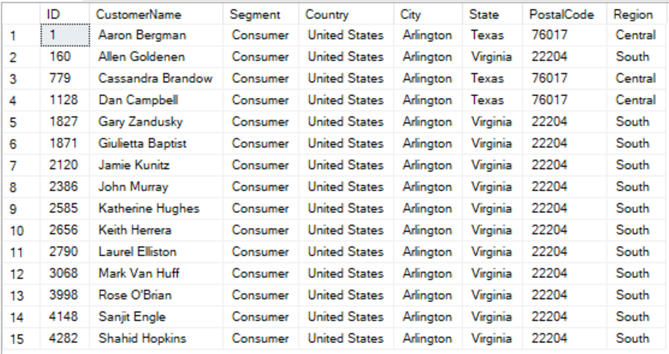 ID CustomerName Segment Country City State PostalCode Region
1 1 Aaron Bergman Consumer United States Arlington Texas 76017 Central
2 160 Allen Goldenen Consumer United States Arlington Virginia 22204 South
3 779 Cassandra Brandow Consumer United States Arlington Texas 76017 Central
4 1128 Dan Campbell Consumer United States Arlington Texas 76017 Central
5 1827 Gary Zandusky Consumer United States Arlington Virginia 22204 South
6 1871 Giulietta Baptist Consumer United States Arlington Virginia 22204 South
7 2120 Jamie Kunitz Consumer United States Arlington Virginia 22204 South
8 2386 John Murray Consumer United States Arlington Virginia 22204 South
9 2585 Katherine Hughes Consumer United States Arlington Virginia 22204 South
10 2656 Keith Herrera Consumer United States Arlington Virginia 22204 South
11 2790 Laurel Elliston Consumer United States Arlington Virginia 22204 South
12 3068 Mark Van Huff Consumer United States Arlington Virginia 22204 South
13 3998 Rose O'Brian Consumer United States Arlington Virginia 22204 South
14 4148 Sanjit Engle Consumer United States Arlington Virginia 22204 South
15 4282 Shahid Hopkins Consumer United States Arlington Virginia 22204 South